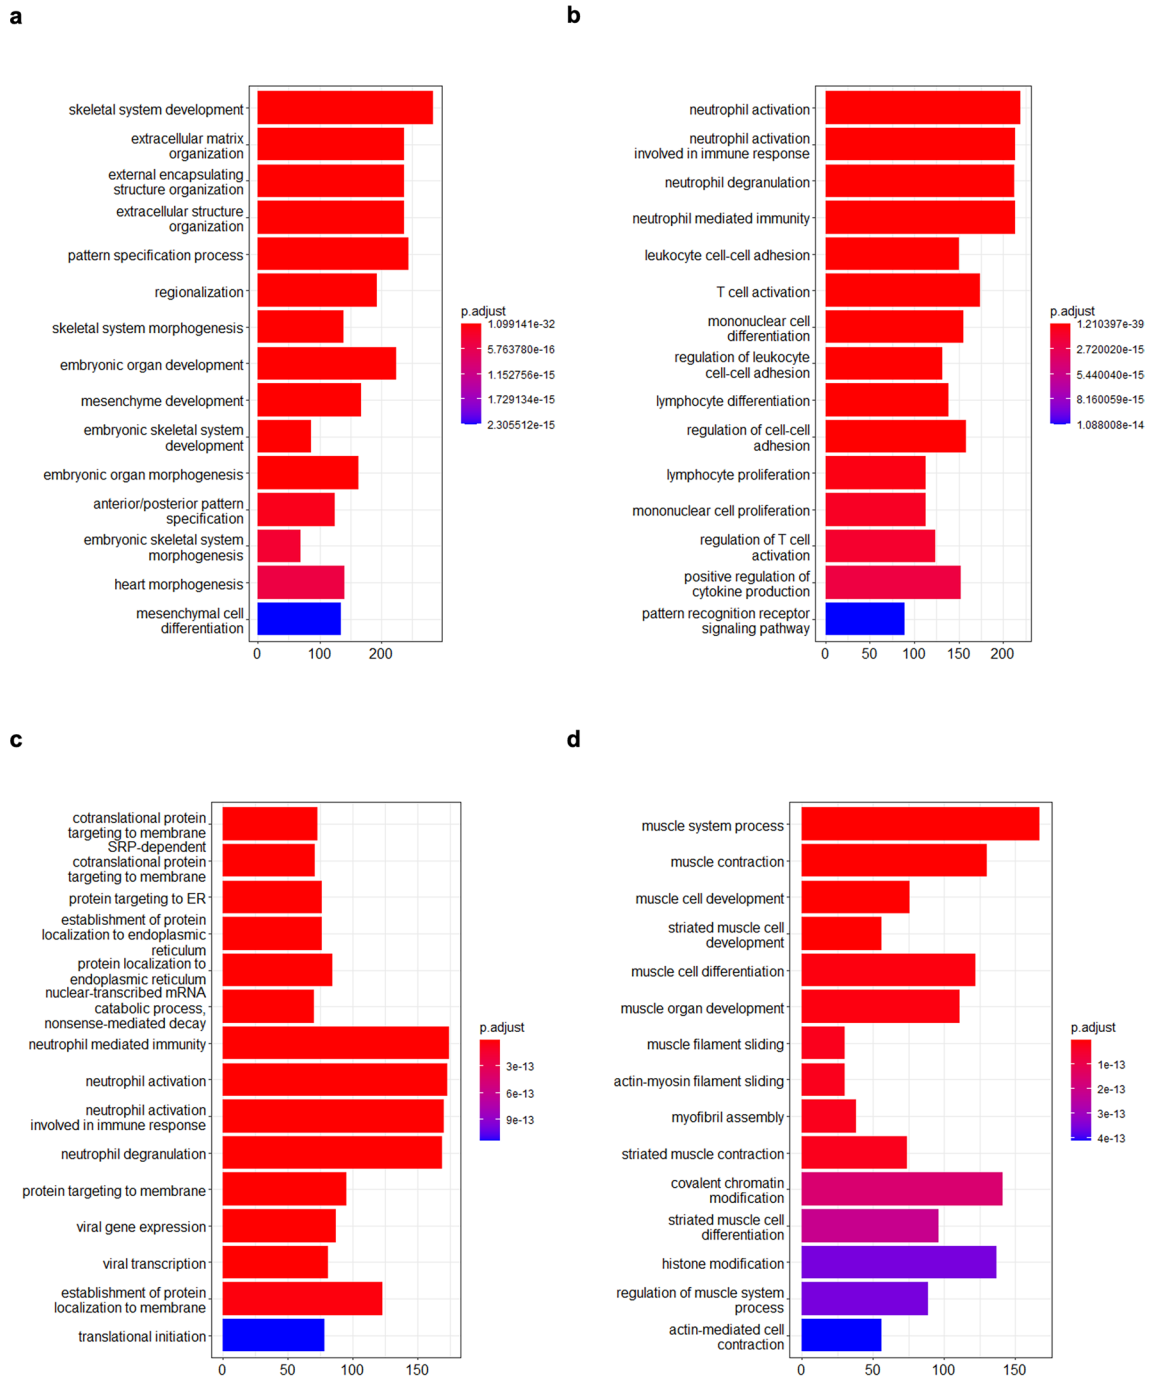 a
skeletal system development
extracellular matrix
organization
external encapsulating
structure organization
extracellular structure
organization
pattern specification process
regionalization
skeletal system morphogenesis
embryonic organ development
mesenchyme development
embryonic skeletal system
development
embryonic organ morphogenesis
anterior/posterior pattern
specification
embryonic skeletal system
morphogenesis
heart morphogenesis
mesenchymal cell
differentiation
0 100 200
p.adjust
1.099141e-32
5.763780e-16
1.152756e-15
1.729134e-15
2.305512e-15
b
neutrophil activation
neutrophil activation
involved in immune response
neutrophil degranulation
neutrophil mediated immunity
leukocyte cell-cell adhesion
T cell activation
mononuclear cell
differentiation
regulation of leukocyte
cell-cell adhesion
lymphocyte differentiation
regulation of cell-cell
adhesion
lymphocyte proliferation
mononuclear cell proliferation
regulation of T cell
activation
positive regulation of
cytokine production
pattern recognition receptor
signaling pathway
0 50 100 150 200
p.adjust
1.210397e-39
2.720020e-15
5.440040e-15
8.160059e-15
1.088008e-14
c
cotranslational protein
targeting to membrane
SRP-dependent
cotranslational protein
targeting to membrane
protein targeting to ER
establishment of protein
localization to endoplasmic
reticulum
protein localization to
endoplasmic reticulum
nuclear-transcribed mRNA
catabolic process,
nonsense-mediated decay
neutrophil mediated immunity
neutrophil activation
neutrophil activation
involved in immune response
neutrophil degranulation
protein targeting to membrane
viral gene expression
viral transcription
establishment of protein
localization to membrane
translational initiation
0 50 100 150
p.adjust
3e-13
6e-13
9e-13
d
muscle system process
muscle contraction
muscle cell development
striated muscle cell
development
muscle cell differentiation
muscle organ development
muscle filament sliding
actin-myosin filament sliding
myofibril assembly
striated muscle contraction
covalent chromatin
modification
striated muscle cell
differentiation
histone modification
regulation of muscle system
process
actin-mediated cell
contraction
0 50 100 150
p.adjust
1e-13
2e-13
3e-13
4e-13